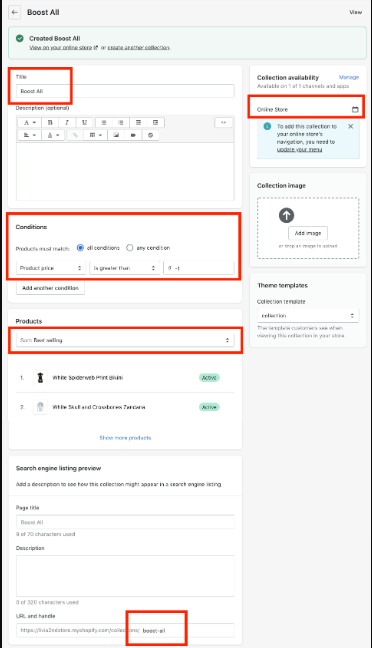 Boost All
View
Created Boost All
View on your online store or create another collection.
Title
Boost All
Description (optional)
A B I U
A
Conditions
Products must match: all conditions any condition
Product price is greater than -1
Add another condition
Products
Sort: Best selling
1. White Spiderweb Print Bikini Active
2. White Skull and Crossbones Zandana Active
Show more products
Search engine listing preview
Add a description to see how this collection might appear in a search engine listing
Page title
Boost All
9 of 70 characters used
Description
0 of 320 characters used
URL and handle
boost-all
Collection availability Manage
Available on 1 of 1 channels and apps
Online Store
To add this collection to
your online store's
navigation, you need to
update your menu
Collection image
Add image
or drop an image to upload
Theme templates
Collection template
collection
The template customers see when
viewing this collection in your store.